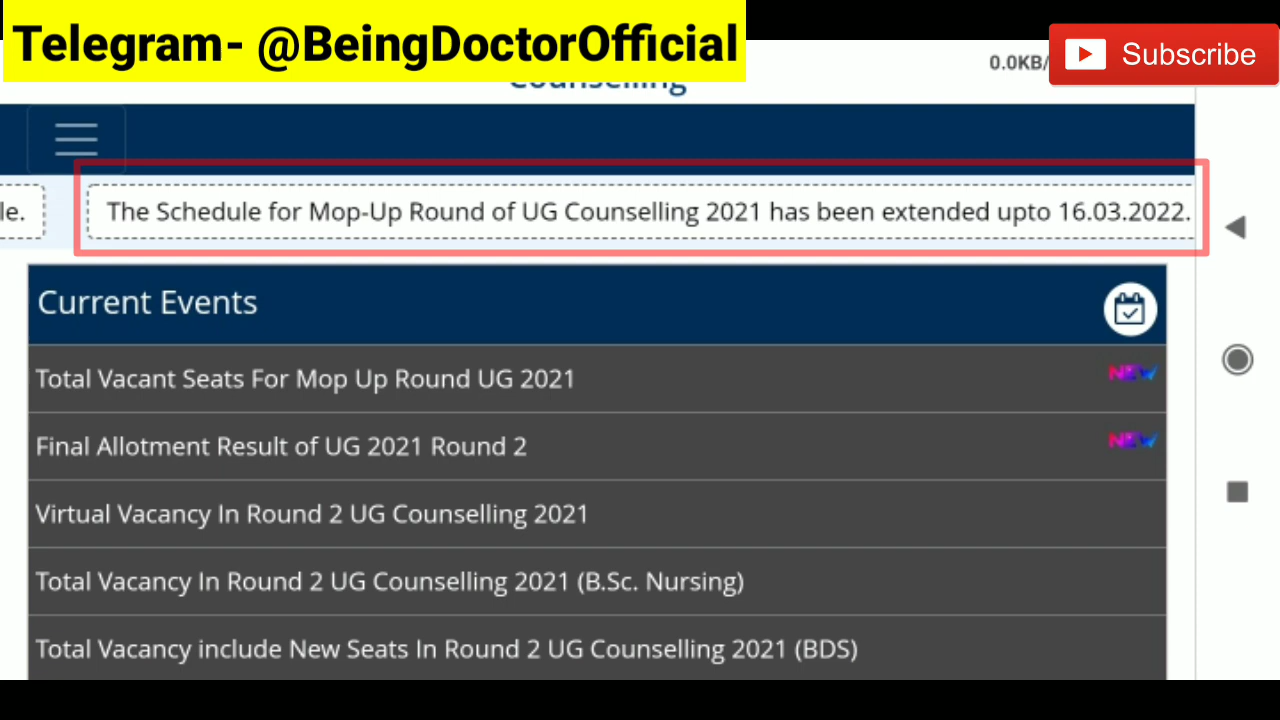 Telegram- @BeingDoctorOfficial
0.0KB/
Subscribe
Counselling
le.
The Schedule for Mop-Up Round of UG Counselling 2021 has been extended upto 16.03.2022.
Current Events
Total Vacant Seats For Mop Up Round UG 2021
NEW
Final Allotment Result of UG 2021 Round 2
NEW
Virtual Vacancy In Round 2 UG Counselling 2021
Total Vacancy In Round 2 UG Counselling 2021 (B.Sc. Nursing)
Total Vacancy include New Seats In Round 2 UG Counselling 2021 (BDS)